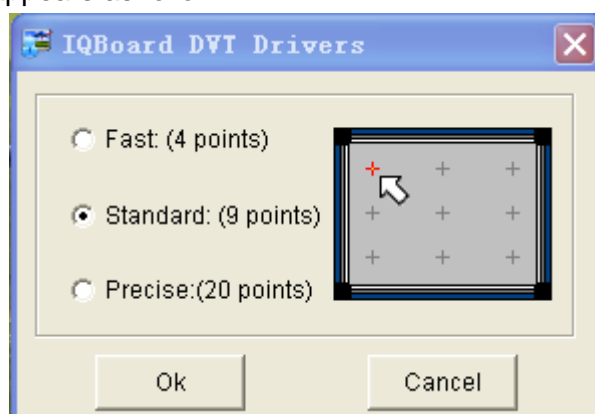 IQBoard DVT Drivers
Fast: (4 points)
Standard: (9 points)
Precise:(20 points)
Ok Cancel